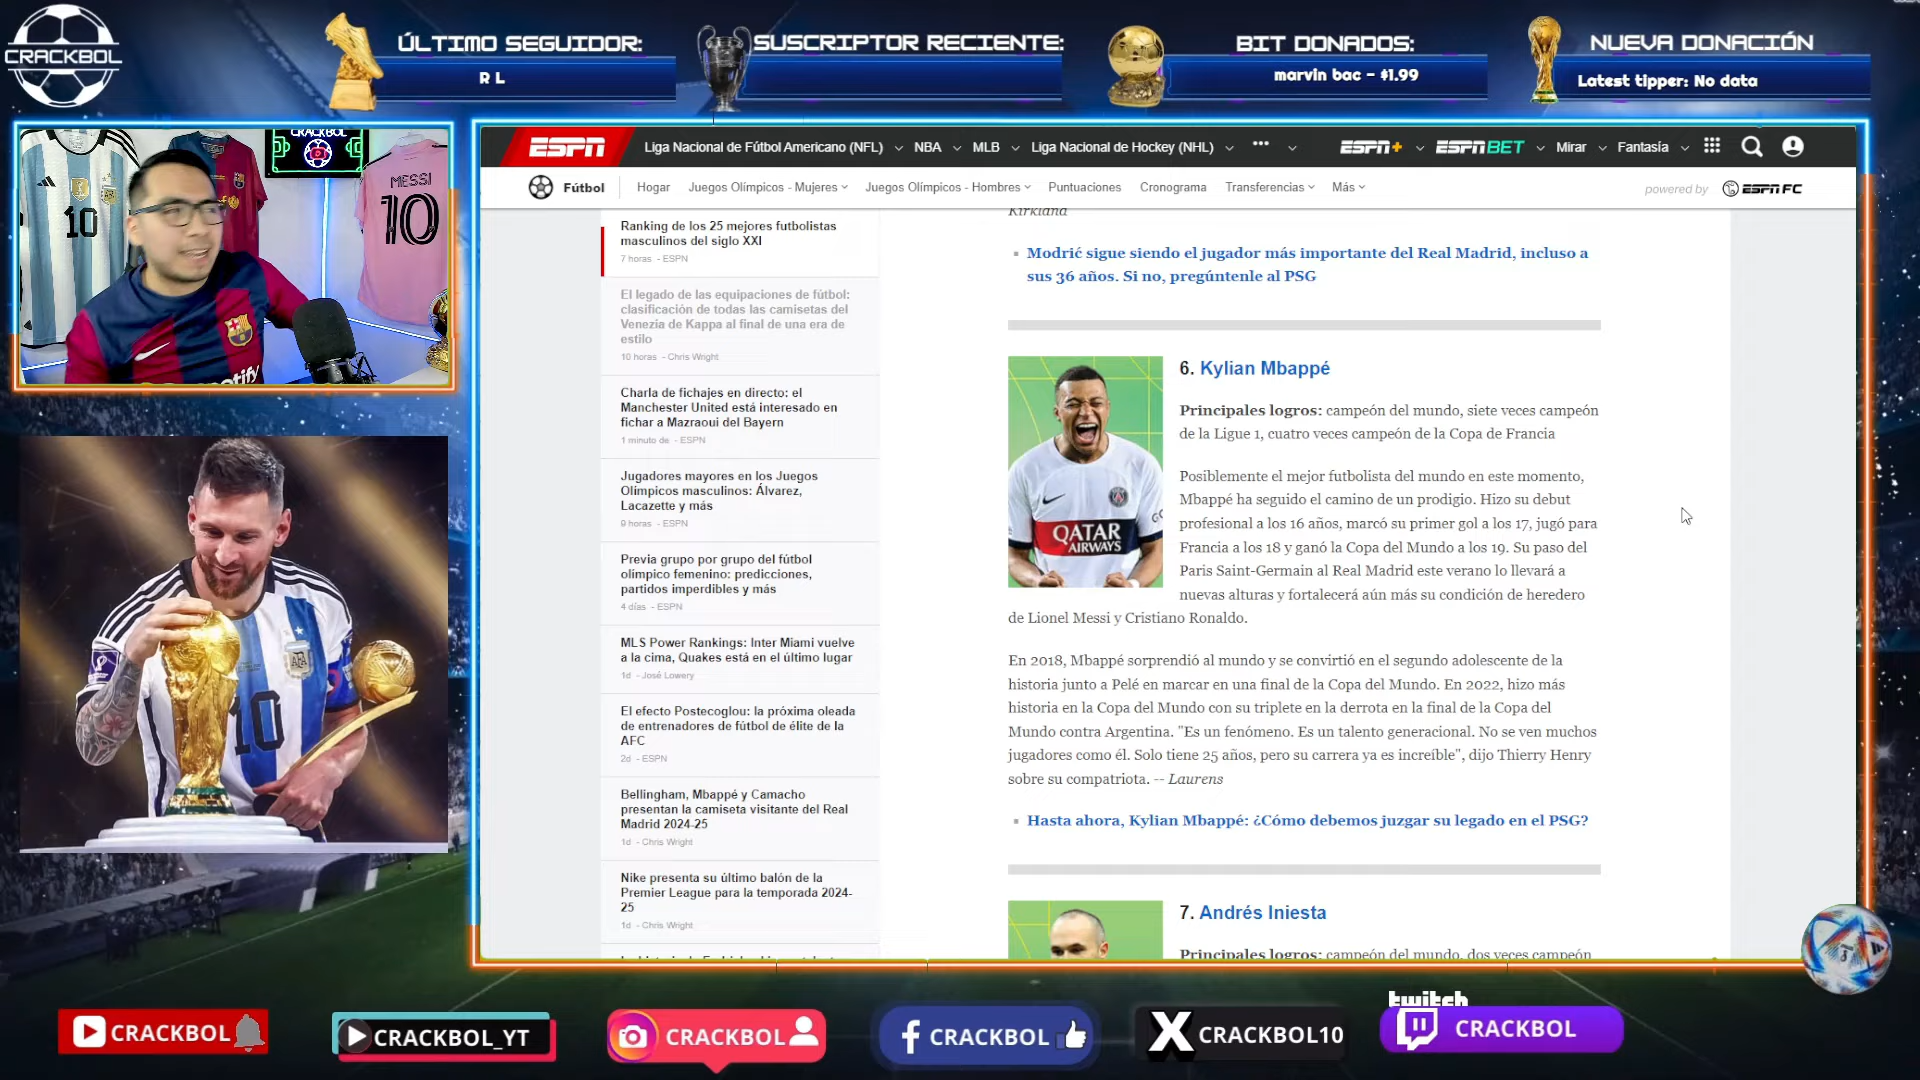 CRACKBOL
ÚLTIMO SEGUIDOR:
R L
SUSCRIPTOR RECIENTE:
BIT DONADOS:
marvin bac - $1.99
NUEVA DONACIÓN
Latest tipper: No data
CRACKBOL
10
MESSI
10
ESPN
Liga Nacional de Fútbol Americano (NFL)
NBA
MLB
Liga Nacional de Hockey (NHL)
ESPN+
ESPN BET
Mirar
Fantasía
Fútbol
Hogar
Juegos Olímpicos - Mujeres
Juegos Olímpicos - Hombres
Puntuaciones
Cronograma
Transferencias
Más
powered by ESPN FC
Ranking de los 25 mejores futbolistas
masculinos del siglo XXI
7 horas - ESPN
El legado de las equipaciones de fútbol:
clasificación de todas las camisetas del
Venezia de Kappa al final de una era de
estilo
10 horas - Chris Wright
Charla de fichajes en directo: el
Manchester United está interesado en
fichar a Mazraoui del Bayern
1 minuto de - ESPN
Jugadores mayores en los Juegos
Olímpicos masculinos: Álvarez,
Lacazette y más
9 horas - ESPN
Previa grupo por grupo del fútbol
olímpico femenino: predicciones,
partidos imperdibles y más
4 días - ESPN
MLS Power Rankings: Inter Miami vuelve
a la cima, Quakes está en el último lugar
1d - José Lowery
El efecto Postecoglou: la próxima oleada
de entrenadores de fútbol de élite de la
AFC
2d - ESPN
Bellingham, Mbappé y Camacho
presentan la camiseta visitante del Real
Madrid 2024-25
1d - Chris Wright
Nike presenta su último balón de la
Premier League para la temporada 2024-
25
1d - Chris Wright
Kirkland
Modrić sigue siendo el jugador más importante del Real Madrid, incluso a
sus 36 años. Si no, pregúntenle al PSG
6. Kylian Mbappé
Principales logros: campeón del mundo, siete veces campeón
de la Ligue 1, cuatro veces campeón de la Copa de Francia
Posiblemente el mejor futbolista del mundo en este momento,
Mbappé ha seguido el camino de un prodigio. Hizo su debut
profesional a los 16 años, marcó su primer gol a los 17, jugó para
Francia a los 18 y ganó la Copa del Mundo a los 19. Su paso del
Paris Saint-Germain al Real Madrid este verano lo llevará a
nuevas alturas y fortalecerá aún más su condición de heredero
de Lionel Messi y Cristiano Ronaldo.
QATAR
AIRWAYS
En 2018, Mbappé sorprendió al mundo y se convirtió en el segundo adolescente de la
historia junto a Pelé en marcar en una final de la Copa del Mundo. En 2022, hizo más
historia en la Copa del Mundo con su triplete en la derrota en la final de la Copa del
Mundo contra Argentina. "Es un fenómeno. Es un talento generacional. No se ven muchos
jugadores como él. Solo tiene 25 años, pero su carrera ya es increíble", dijo Thierry Henry
sobre su compatriota. -- Laurens
Hasta ahora, Kylian Mbappé: ¿Cómo debemos juzgar su legado en el PSG?
7. Andrés Iniesta
Principales logros: campeón del mundo, dos veces campeón
AFA
10
CRACKBOL
CRACKBOL_YT
CRACKBOL
CRACKBOL
CRACKBOL10
twitch
CRACKBOL